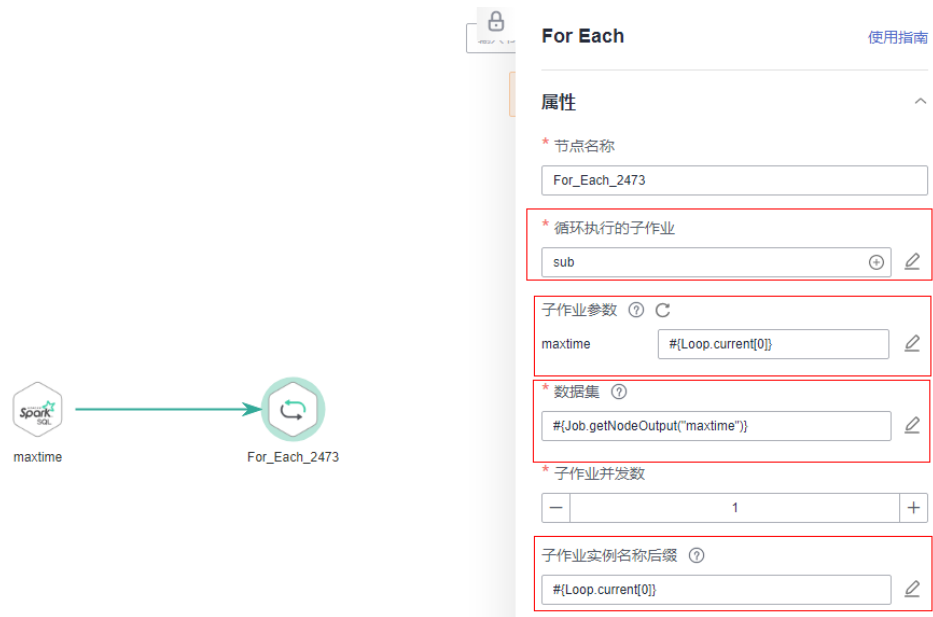 For Each
使用指南
属性
* 节点名称
For_Each_2473
* 循环执行的子作业
sub
子作业参数
maxtime
#{Loop.current[0]}
* 数据集
#{Job.getNodeOutput("maxtime")}
* 子作业并发数
1
子作业实例名称后缀
#{Loop.current[0]}
Spark
SQL
maxtime
For_Each_2473